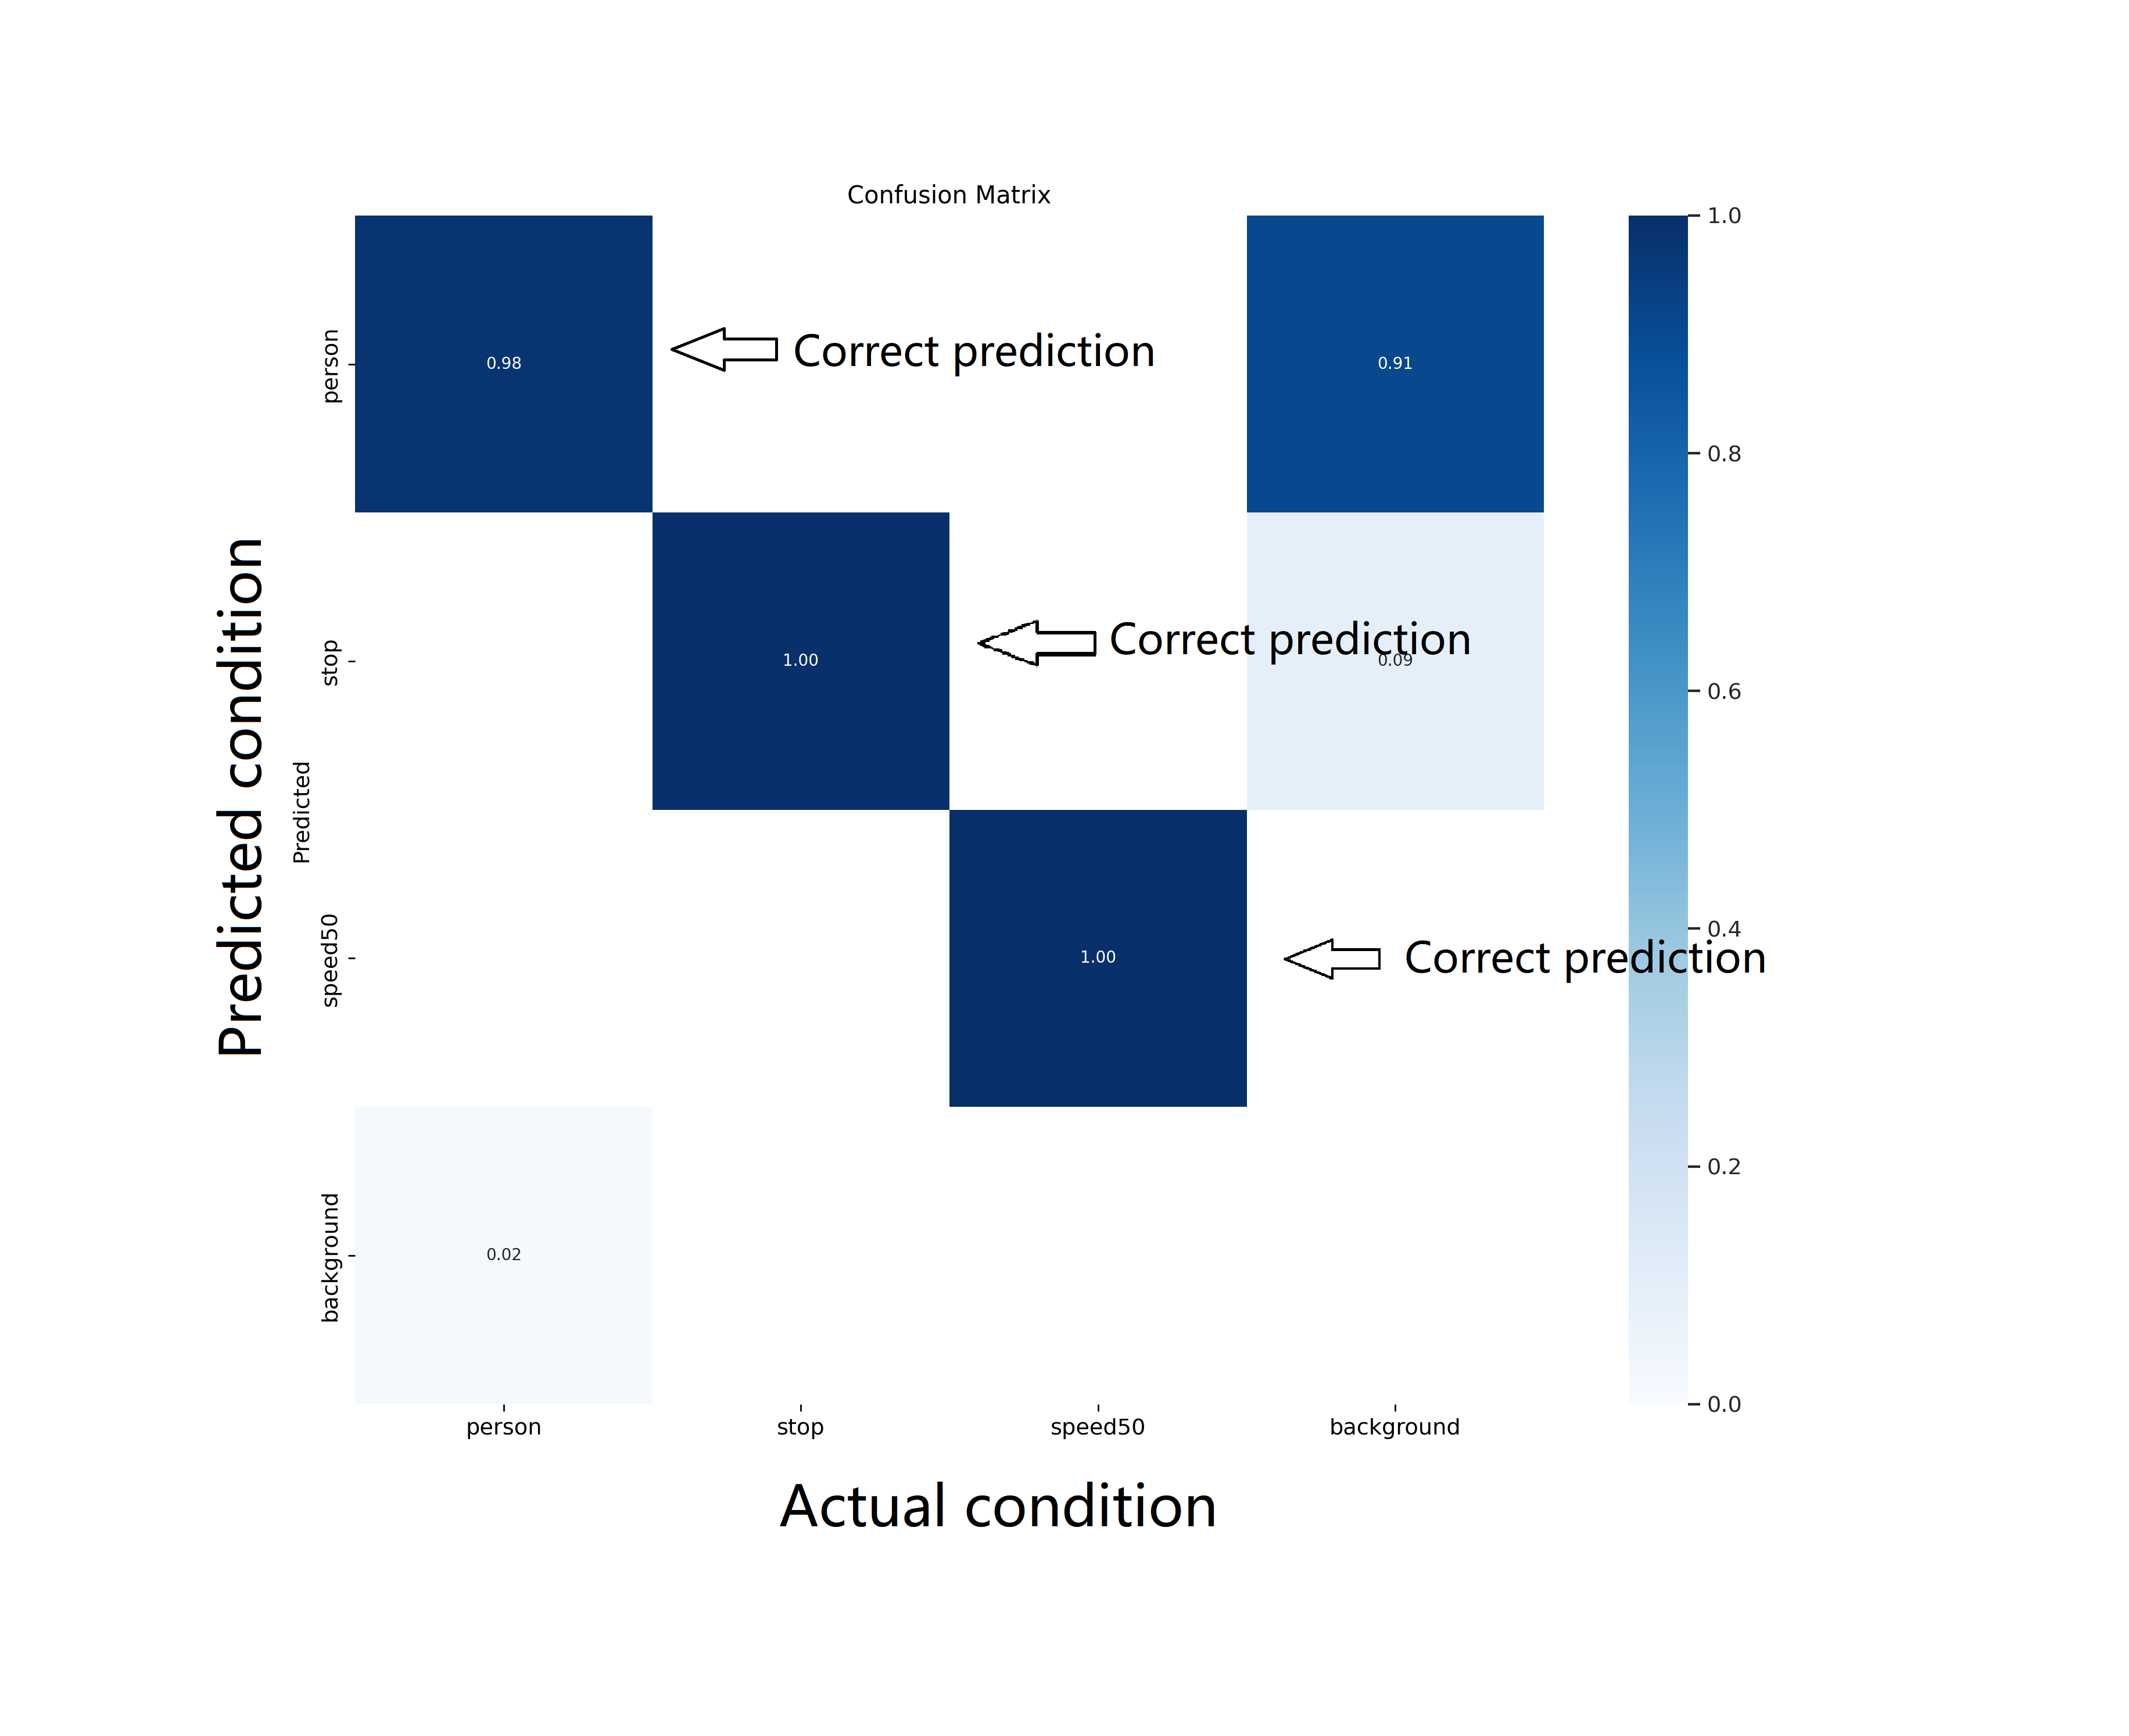 Confusion Matrix
1.0
person
0.98
Correct prediction
0.91
0.8
Predicted condition
Predicted
stop
1.00
Correct prediction
0.09
0.6
speed50
1.00
Correct prediction
0.4
0.2
background
0.02
0.0
person
stop
speed50
background
Actual condition